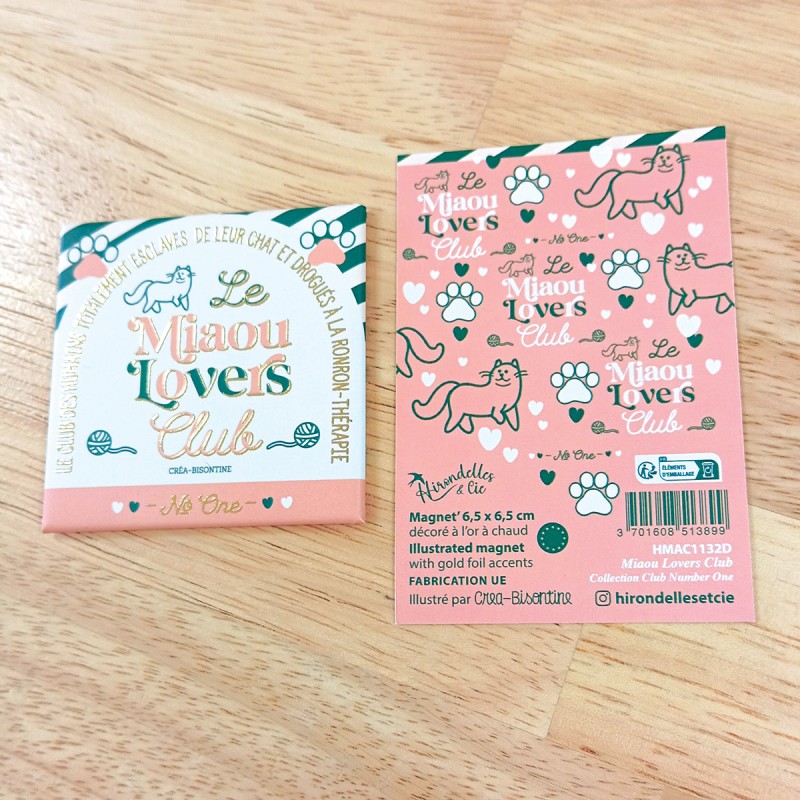 LE CLUB DES HUMAINS TOTALEMENT ESCLAVES DE LEUR CHAT ET DROGUÉS À LA RONRON-THÉRAPIE
Le
Miaou
Lovers
Club
CRÉA-BISONTINE
- No One -
Le
Miaou
Lovers
Club
- No One -
Le
Miaou
Lovers
Club
Le
Miaou
Lovers
Club
- No One -
Hirondelles
& Cie
ÉLÉMENTS
D'EMBALLAGE
Magnet' 6,5 x 6,5 cm
décoré à l'or à chaud
Illustrated magnet
with gold foil accents
FABRICATION UE
Illustré par Créa-Bisontine
3 701608 513899
HMAC1132D
Miaou Lovers Club
Collection Club Number One
hirondellesetcie